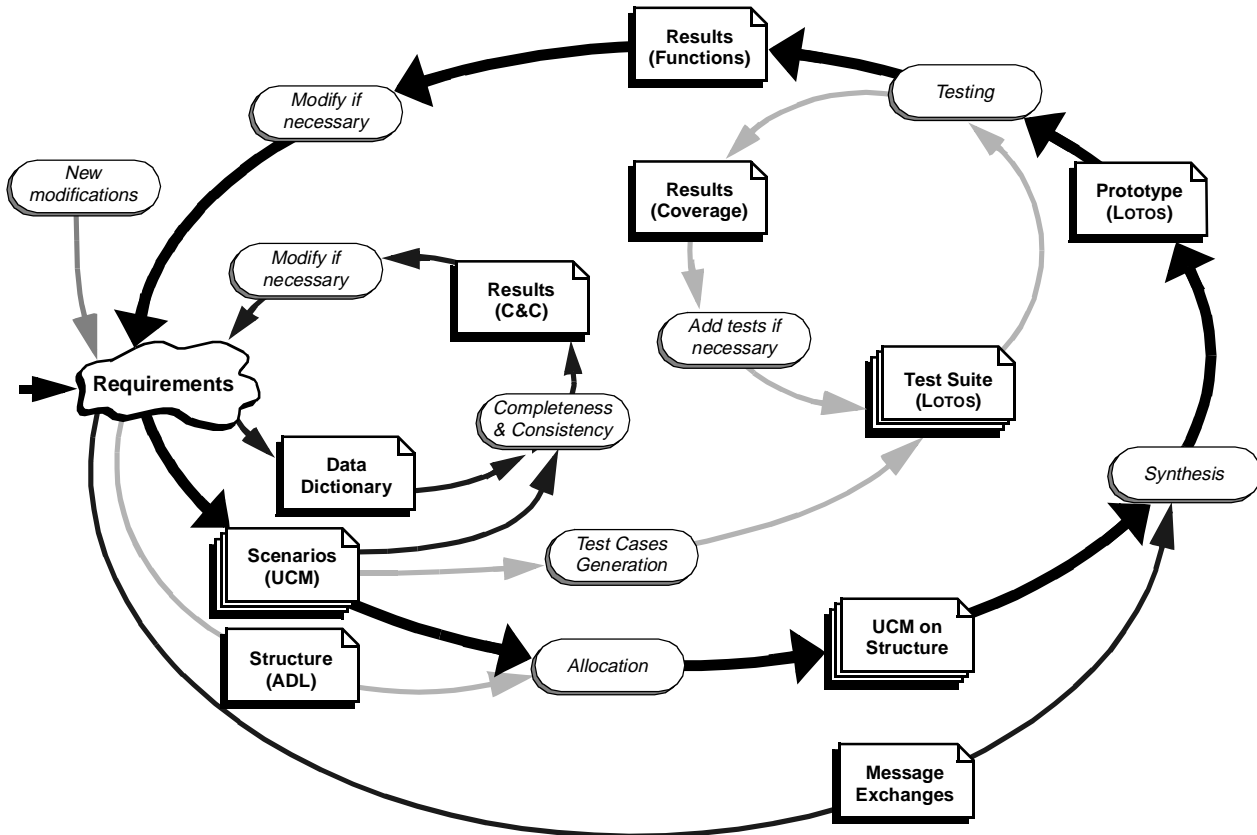 Results
(Functions)
Testing
Modify if
necessary
New
modifications
Results
(Coverage)
Prototype
(LOTOS)
Modify if
necessary
Results
(C&C)
Add tests if
necessary
Requirements
Test Suite
(LOTOS)
Completeness
& Consistency
Data
Dictionary
Synthesis
Scenarios
(UCM)
Test Cases
Generation
UCM on
Structure
Structure
(ADL)
Allocation
Message
Exchanges